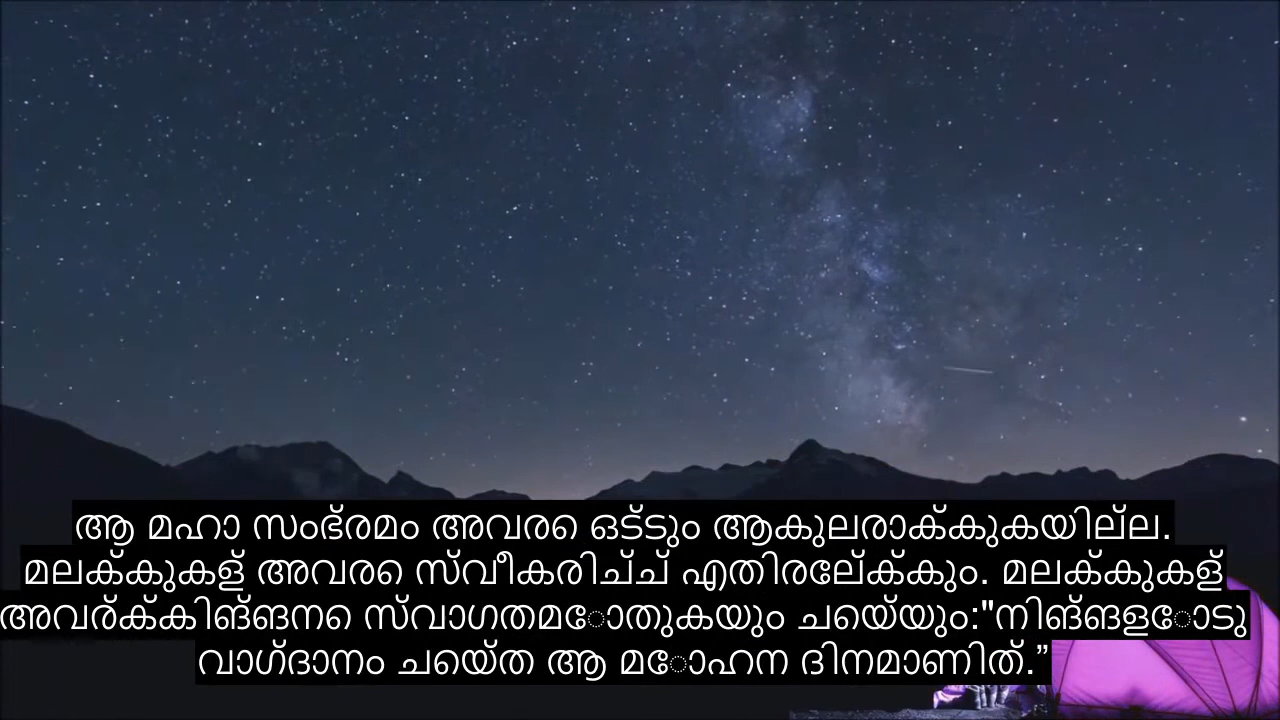 ആ മഹാ സംഭ്രമം അവരെ ഒട്ടും ആകുലരാക്കുകയില്ല.
മലക്കുകള് അവരെ സ്വീകരിച്ച് എതിരേല്ക്കും. മലക്കുകള്
അവര്ക്കിങ്ങനെ സ്വാഗതമോതുകയും ചെയ്യും:"നിങ്ങളോടു
വാഗ്ദാനം ചെയ്ത ആ മോഹന ദിനമാണിത്.”